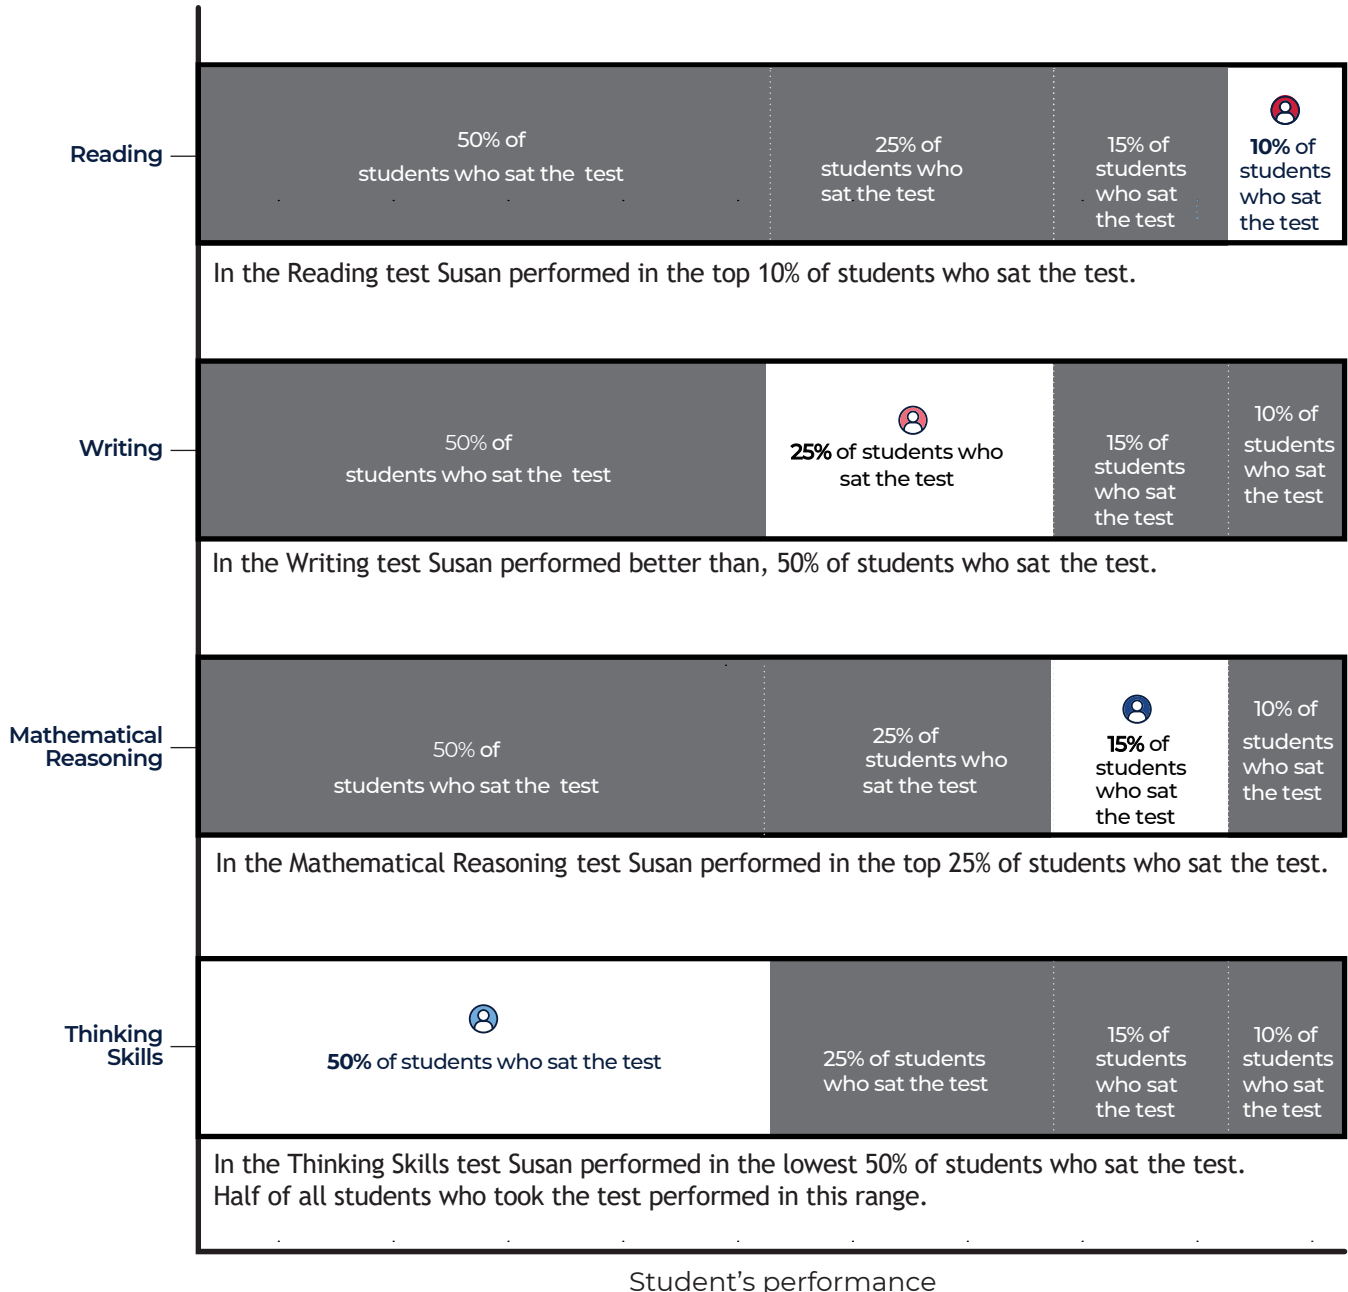 Reading
50% of
students who sat the test
25% of
students who
sat the test
15% of
students
who sat
the test
10% of
students
who sat
the test
In the Reading test Susan performed in the top 10% of students who sat the test.
Writing
50% of
students who sat the test
25% of students who
sat the test
15% of
students
who sat
the test
10% of
students
who sat
the test
In the Writing test Susan performed better than, 50% of students who sat the test.
Mathematical
Reasoning
50% of
students who sat the test
25% of
students who
sat the test
15% of
students
who sat
the test
10% of
students
who sat
the test
In the Mathematical Reasoning test Susan performed in the top 25% of students who sat the test.
Thinking
Skills
50% of students who sat the test
25% of students
who sat the test
15% of
students
who sat
the test
10% of
students
who sat
the test
In the Thinking Skills test Susan performed in the lowest 50% of students who sat the test.
Half of all students who took the test performed in this range.
Student’s performance